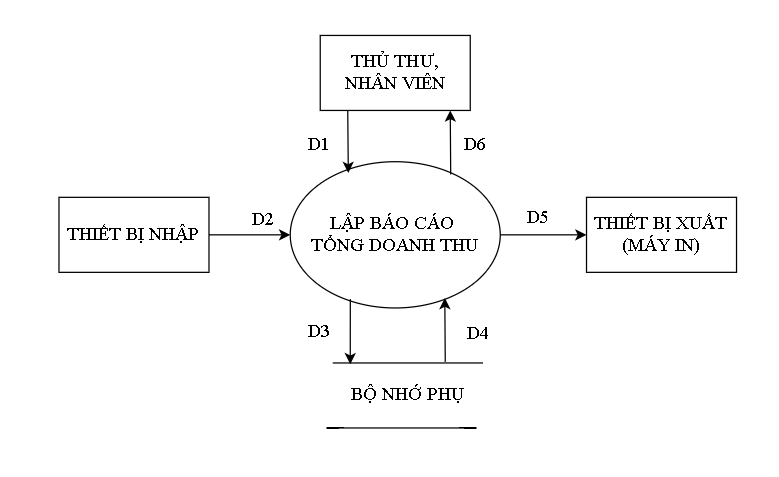 THỦ THƯ,
NHÂN VIÊN
D1
D6
THIẾT BỊ NHẬP
D2
LẬP BÁO CÁO
TỔNG DOANH THU
D5
THIẾT BỊ XUẤT
(MÁY IN)
D3
D4
BỘ NHỚ PHỤ